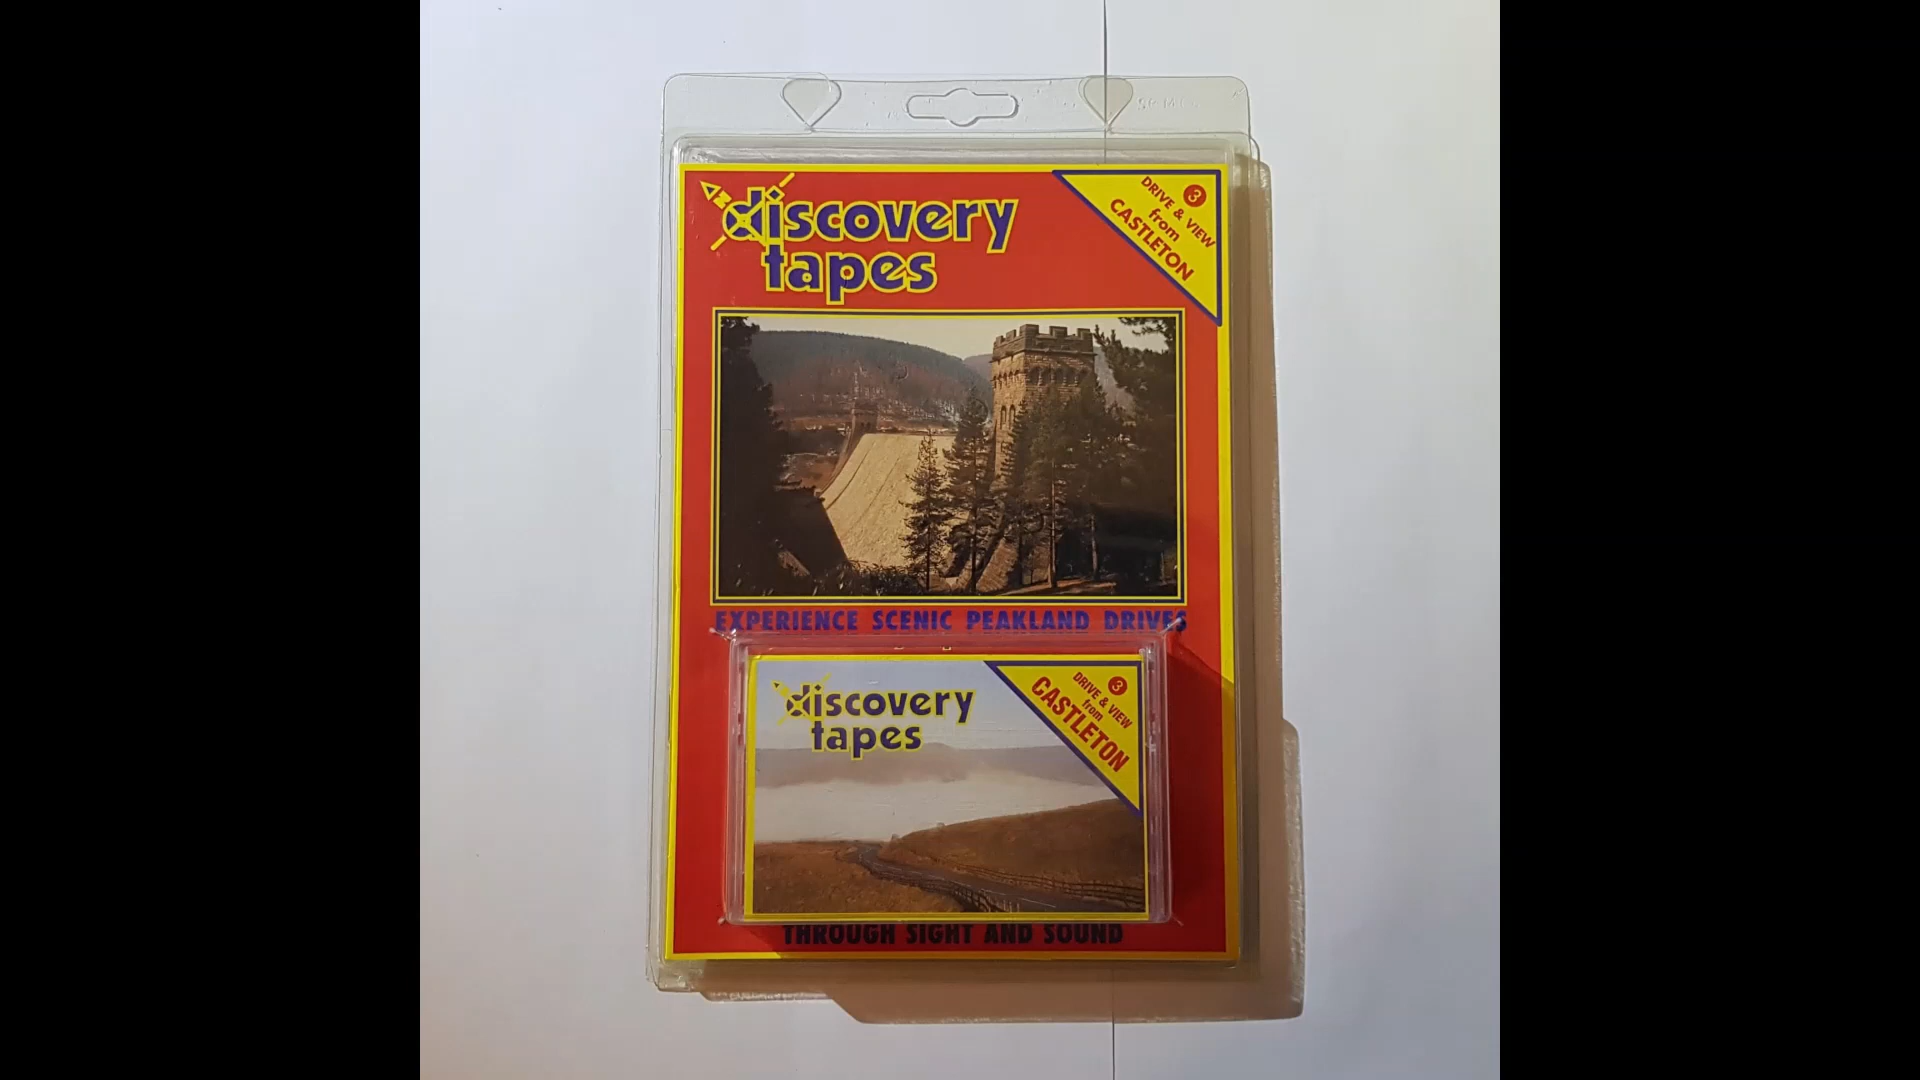 discovery
tapes
3
DRIVE & VIEW
from
CASTLETON
EXPERIENCE SCENIC PEAKLAND DRIVES
discovery
tapes
3
DRIVE & VIEW
from
CASTLETON
THROUGH SIGHT AND SOUND